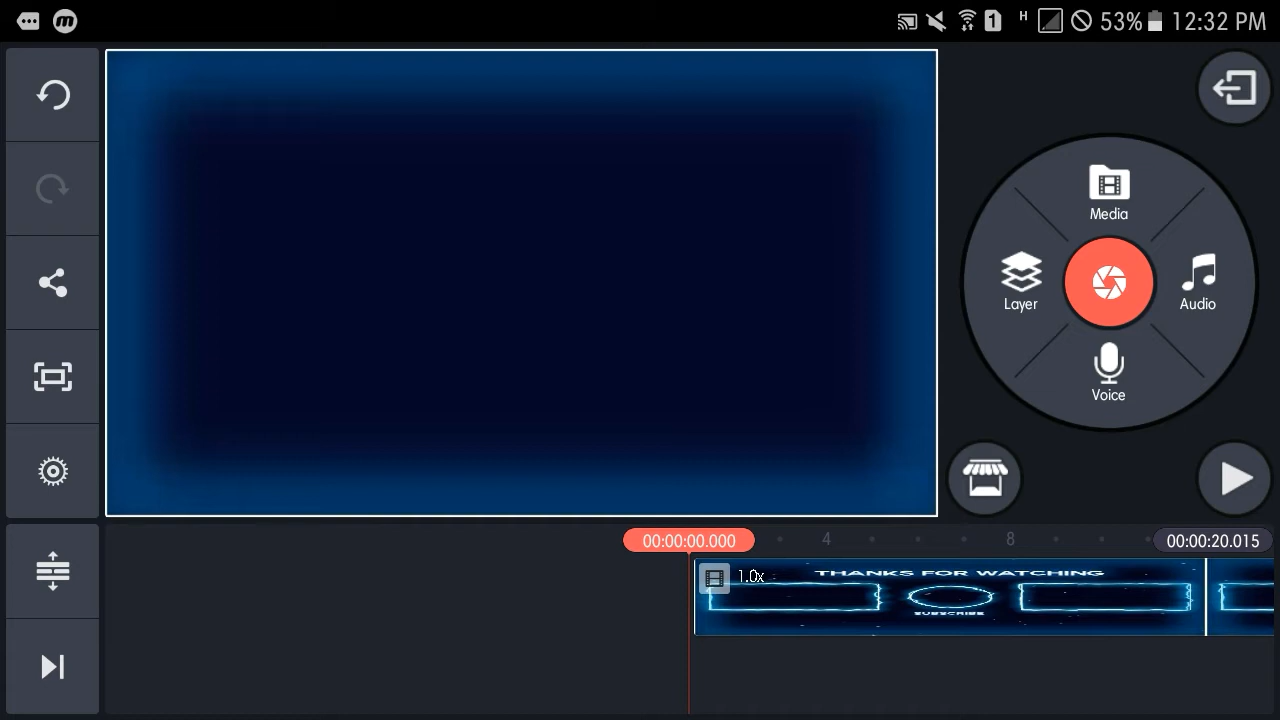 1 H 53% 12:32 PM
Media
Layer
Audio
Voice
00:00:00.000
4
8
00:00:20.015
1.0x
THANKS FOR WATCHING
SUBSCRIBE